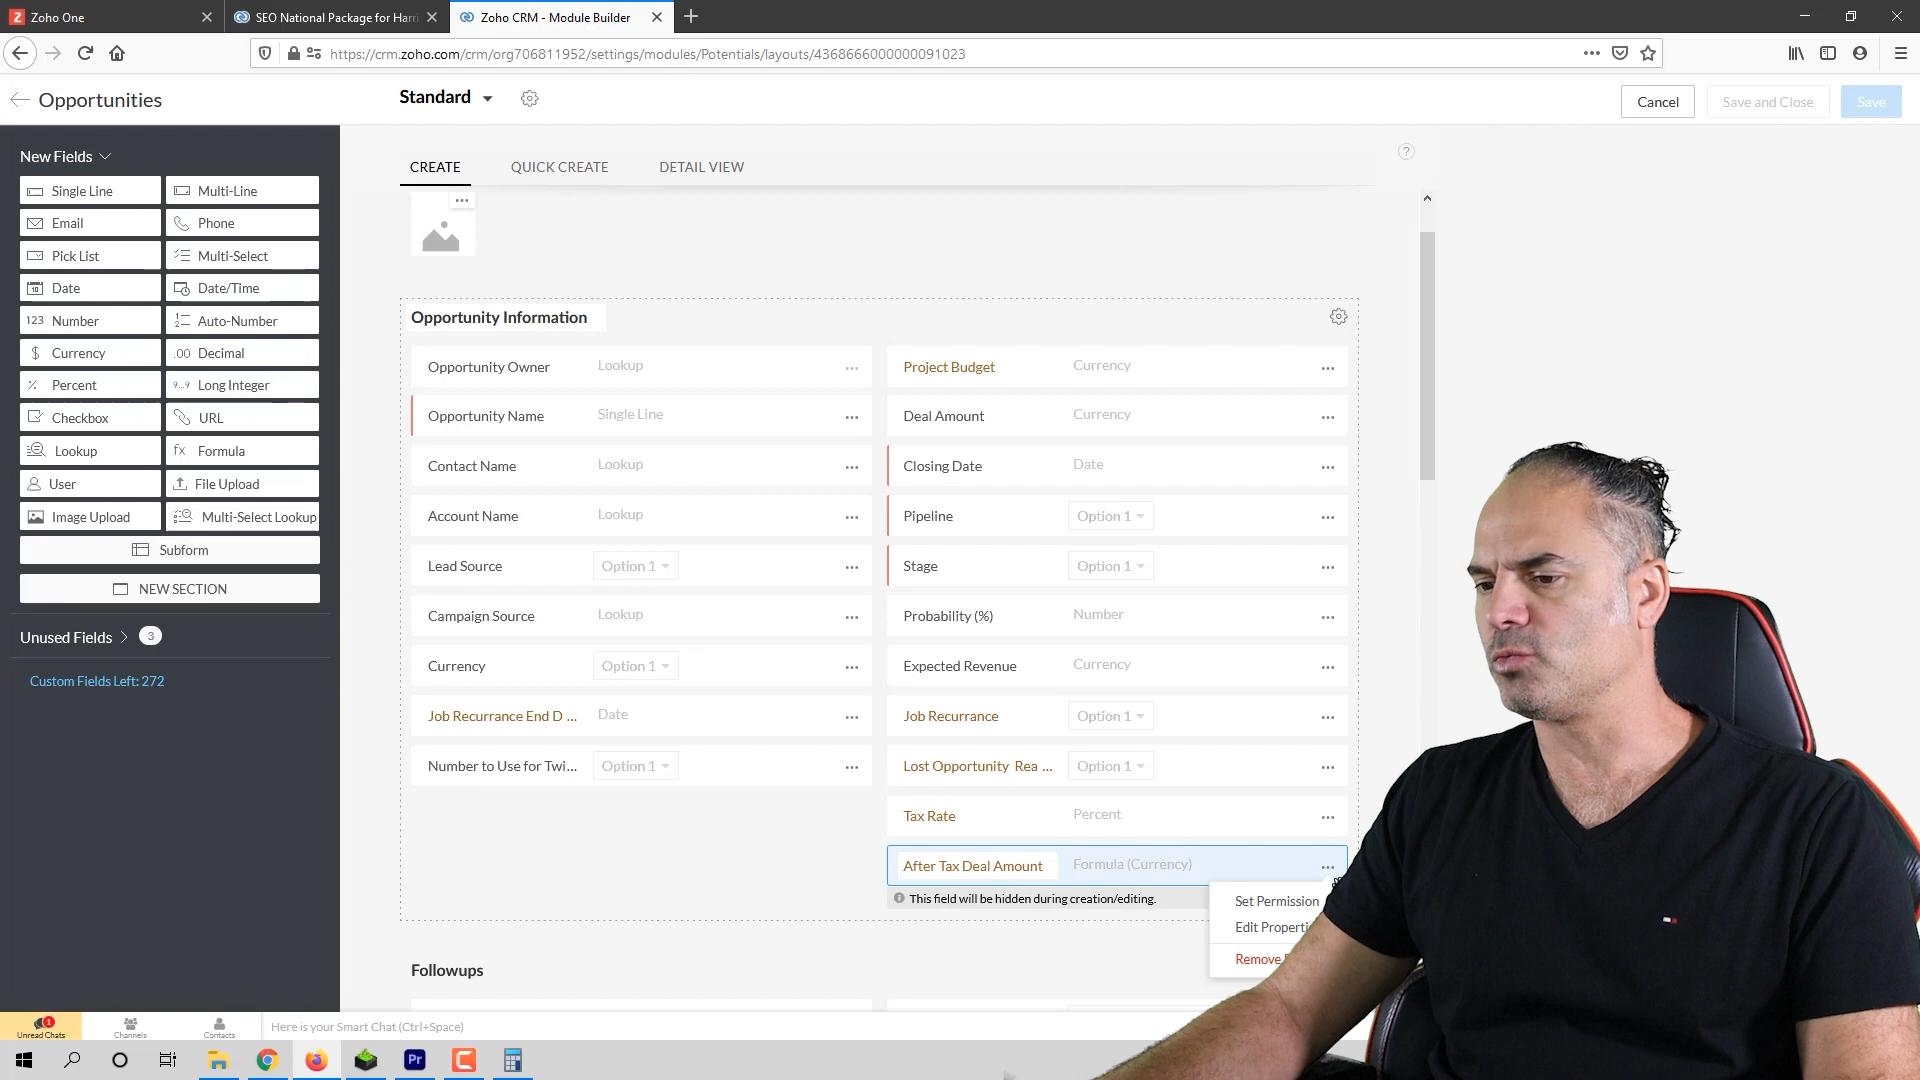 Zoho One
SEO National Package for Harri
Zoho CRM - Module Builder
https://crm.zoho.com/crm/org706811952/settings/modules/Potentials/layouts/4368666000000091023
Opportunities
Standard
Cancel
Save and Close
Save
New Fields
Single Line
Multi-Line
Email
Phone
Pick List
Multi-Select
Date
Date/Time
Number
Auto-Number
Currency
Decimal
Percent
Long Integer
Checkbox
URL
Lookup
Formula
User
File Upload
Image Upload
Multi-Select Lookup
Subform
NEW SECTION
Unused Fields
3
Custom Fields Left: 272
CREATE
QUICK CREATE
DETAIL VIEW
Opportunity Information
Opportunity Owner Lookup
Project Budget Currency
Opportunity Name Single Line
Deal Amount Currency
Contact Name Lookup
Closing Date Date
Account Name Lookup
Pipeline Option 1
Lead Source Option 1
Stage Option 1
Campaign Source Lookup
Probability (%) Number
Currency Option 1
Expected Revenue Currency
Job Recurrance End D ... Date
Job Recurrance Option 1
Number to Use for Twi... Option 1
Lost Opportunity Rea ... Option 1
Tax Rate Percent
After Tax Deal Amount Formula (Currency)
This field will be hidden during creation/editing.
Set Permission
Edit Properti
Remove
Followups
Unread Chats
1
Channels
Contacts
Here is your Smart Chat (Ctrl+Space)
Pr